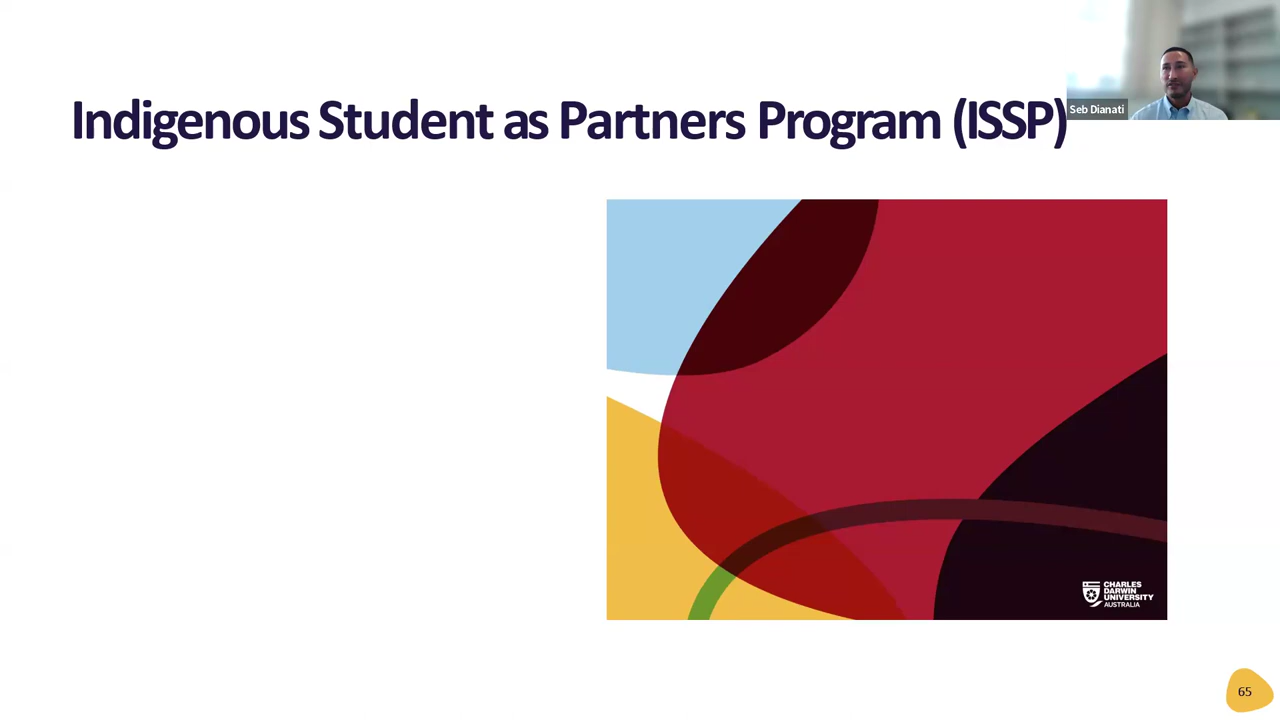 Indigenous Student as Partners Program (ISSP)
Seb Dianati
CHARLES
DARWIN
UNIVERSITY
AUSTRALIA
65